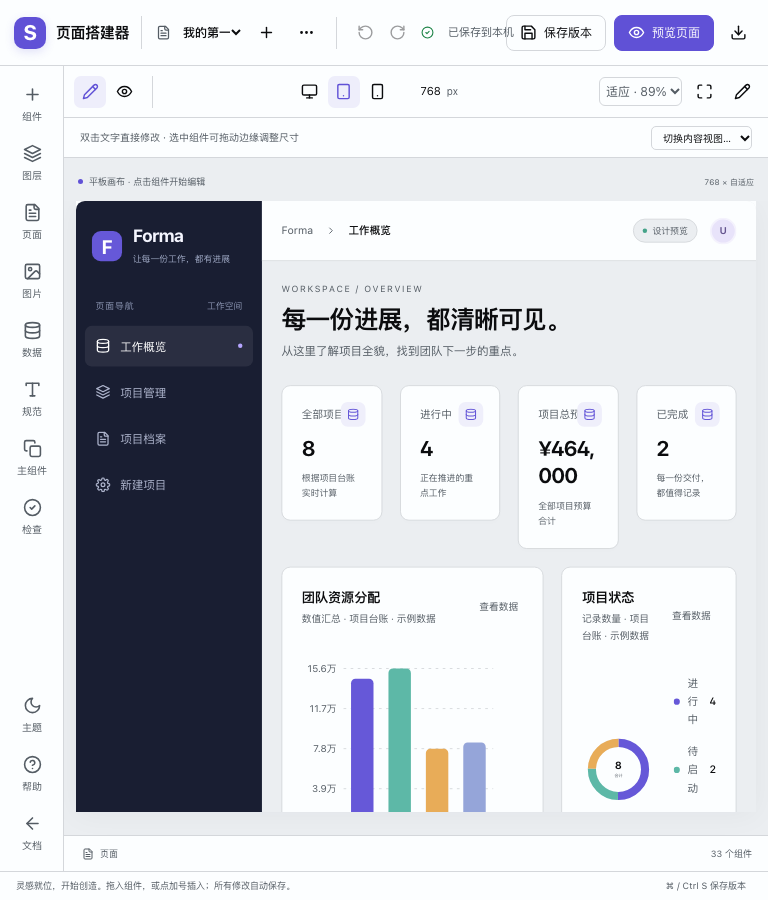 S 页面搭建器 我的第一 已保存到本机 保存版本 预览页面
768 px 适应 · 89%
双击文字直接修改 · 选中组件可拖动边缘调整尺寸 切换内容视图...
组件
图层
页面
图片
数据
规范
主组件
检查
主题
帮助
文档
平板画布 · 点击组件开始编辑 768 × 自适应
F Forma
让每一份工作，都有进展
页面导航 工作空间
工作概览
项目管理
项目档案
新建项目
Forma 工作概览 设计预览 U
WORKSPACE / OVERVIEW
每一份进展，都清晰可见。
从这里了解项目全貌，找到团队下一步的重点。
全部项目
8
根据项目台账
实时计算
进行中
4
正在推进的重
点工作
项目总预
¥464,
000
全部项目预算
合计
已完成
2
每一份交付，
都值得记录
团队资源分配
数值汇总 · 项目台账 · 示例数据
查看数据
15.6万
11.7万
7.8万
3.9万
项目状态
记录数量 · 项目
台账 · 示例数据
查看数据
8
进
行
中
4
待
启
动
2
页面 33 个组件
灵感就位，开始创造。拖入组件，或点加号插入；所有修改自动保存。 ⌘ / Ctrl S 保存版本